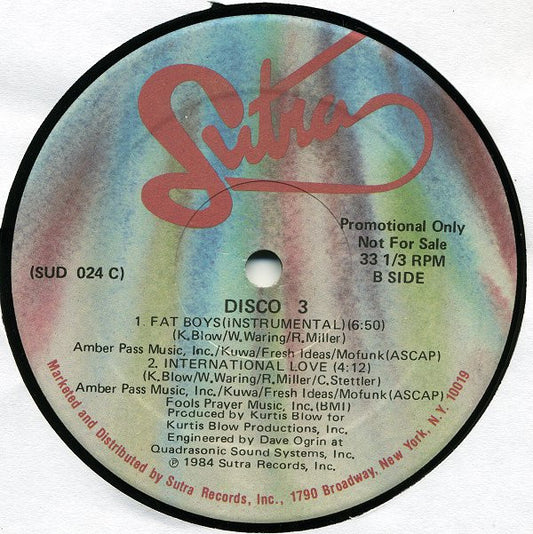 Sutra
Promotional Only
Not For Sale
33 1/3 RPM
B SIDE
(SUD 024 C)
DISCO 3
1. FAT BOYS(INSTRUMENTAL)(6:50)
(K.Blow/W.Waring/R.Miller)
Amber Pass Music, Inc./Kuwa/Fresh Ideas/Mofunk(ASCAP)
2. INTERNATIONAL LOVE (4:12)
(K.Blow/W.Waring/R.Miller/C.Stettler)
Amber Pass Music, Inc./Kuwa/Fresh Ideas/Mofunk(ASCAP)
Fools Prayer Music, Inc.(BMI)
Produced by Kurtis Blow for
Kurtis Blow Productions, Inc.
Engineered by Dave Ogrin at
Quadrasonic Sound Systems, Inc.
℗ 1984 Sutra Records, Inc.
Marketed and Distributed by Sutra Records, Inc., 1790 Broadway, New York, N.Y. 10019